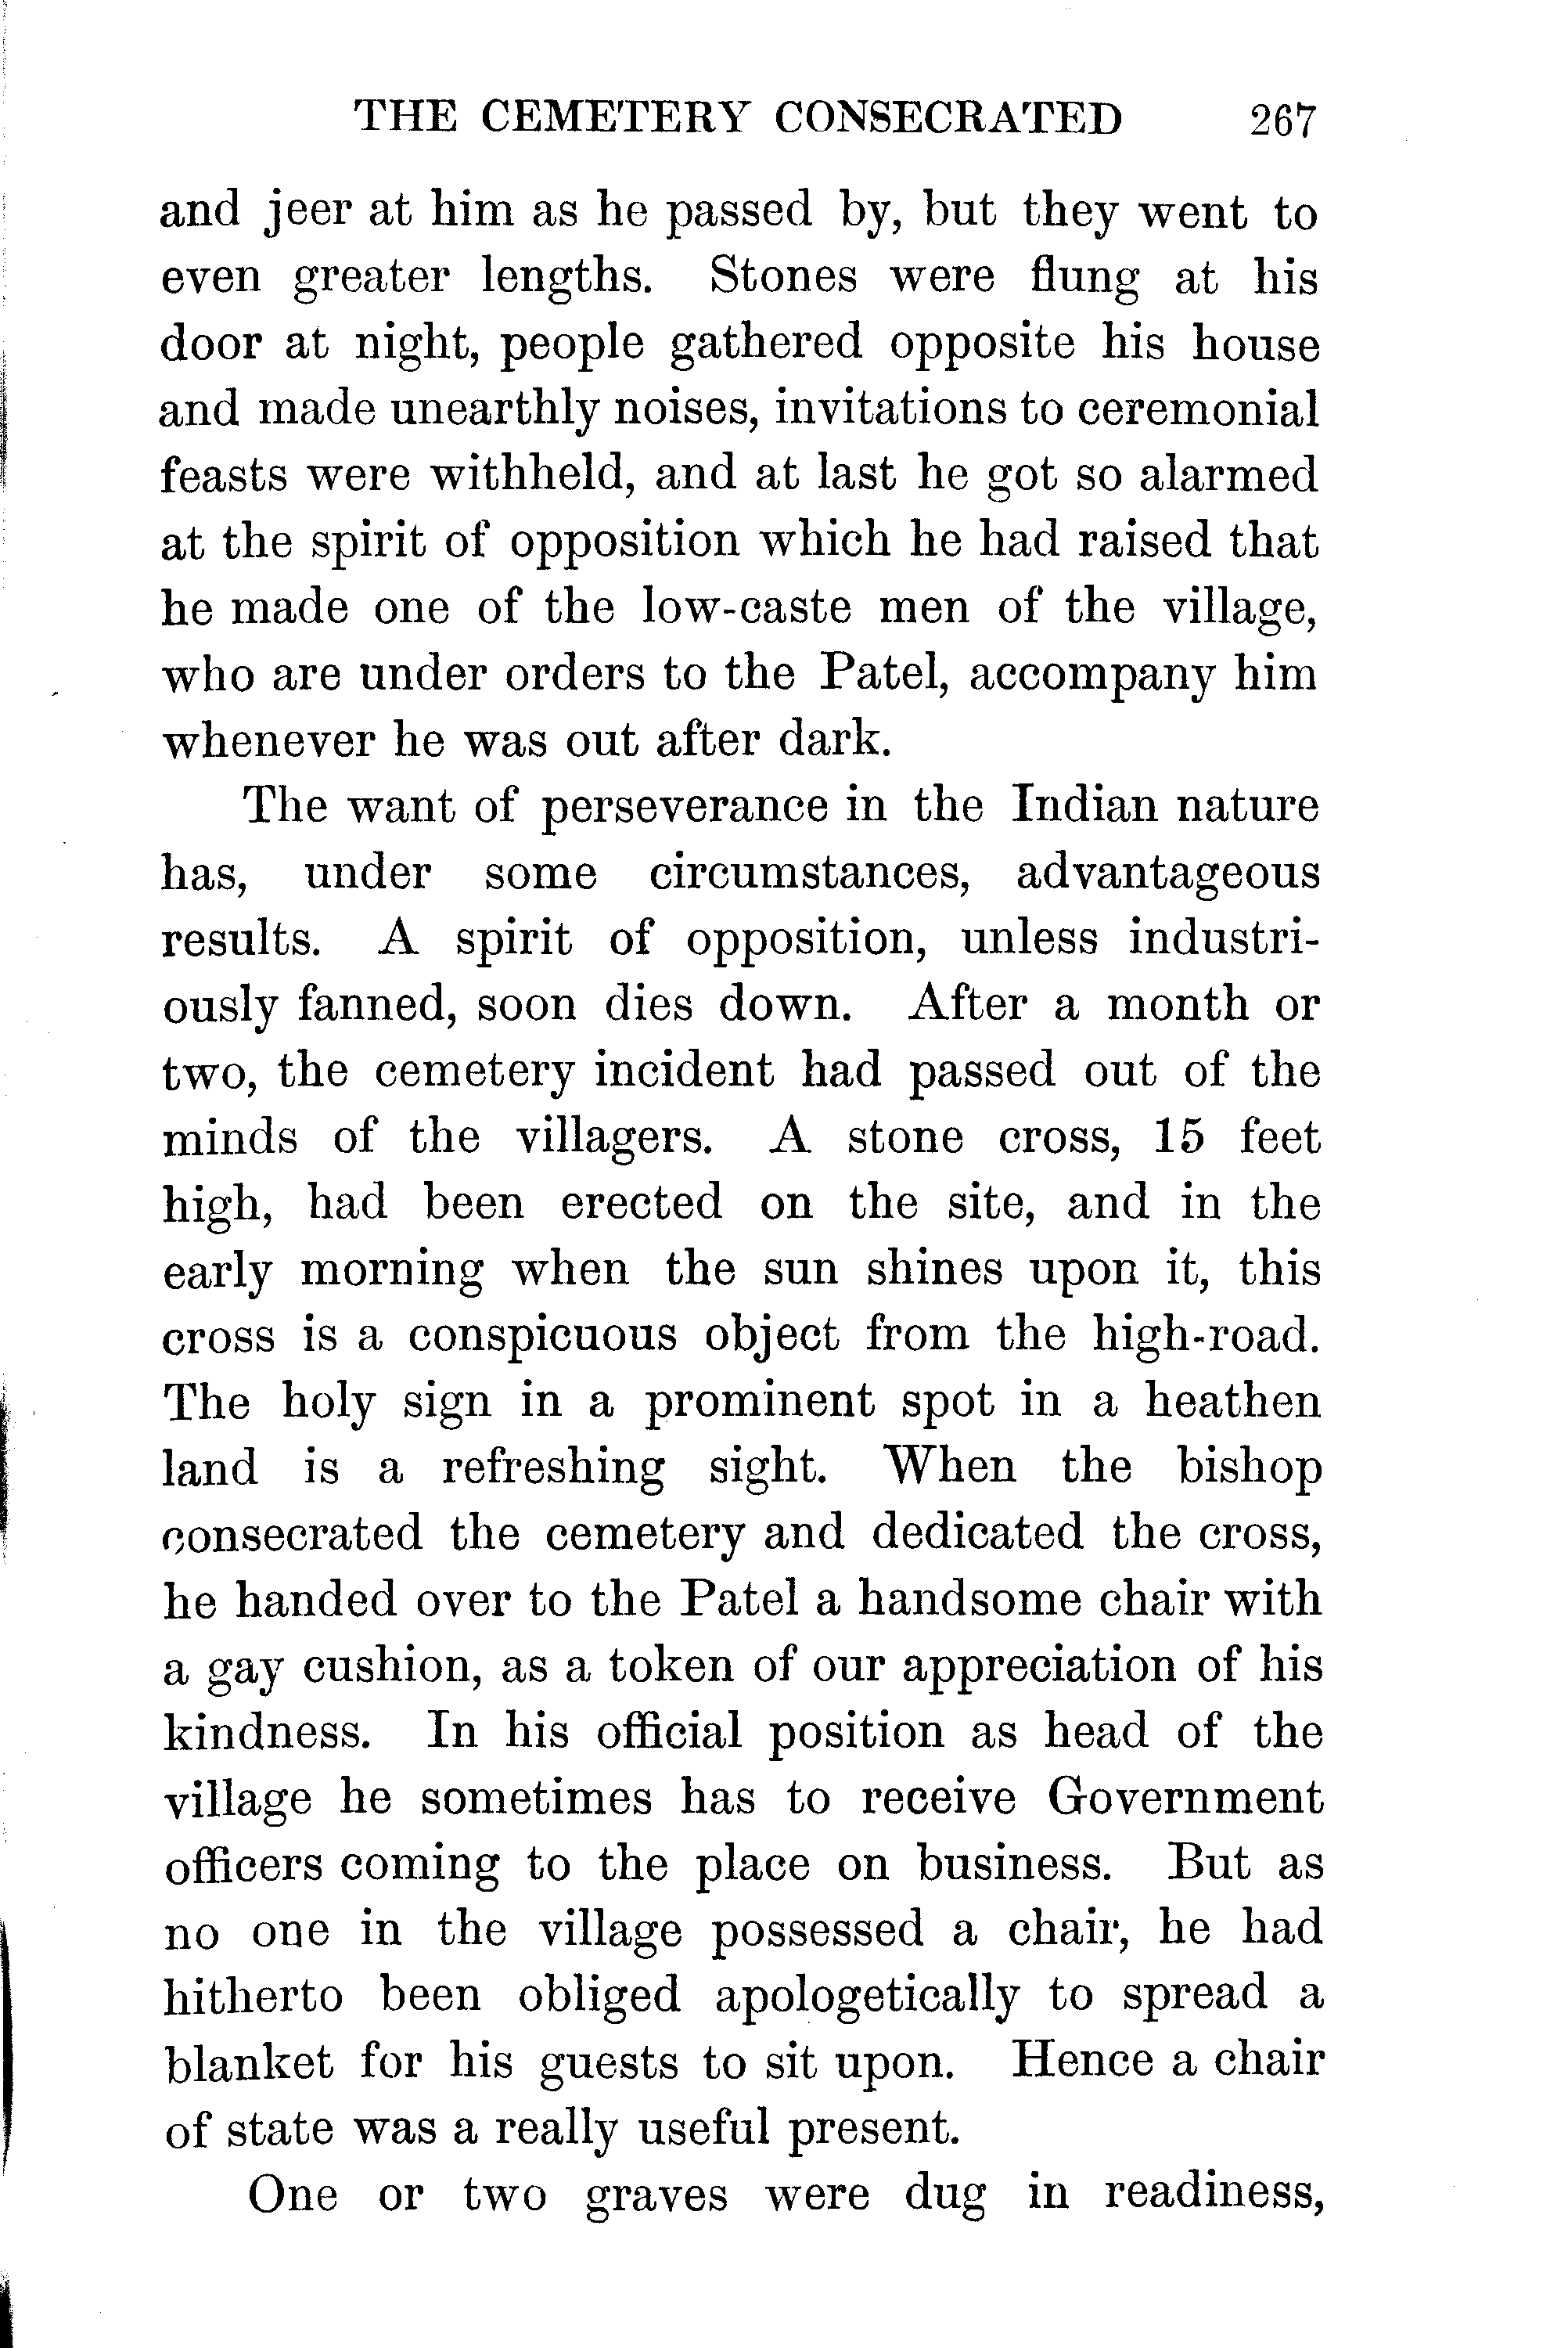 THE CEMETERY CONSECRATED 267
and jeer at him as he passed by, but they went to
even greater lengths. Stones were flung at his
door at night, people gathered opposite his house
and made unearthly noises, invitations to ceremonial
feasts were withheld, and at last he got so alarmed
at the spirit of opposition which he had raised that
he made one of the low-caste men of the village,
who are under orders to the Patel, accompany him
whenever he was out after dark.
The want of perseverance in the Indian nature
has, under some circumstances, advantageous
results. A spirit of opposition, unless industri-
ously fanned, soon dies down. After a month or
two, the cemetery incident had passed out of the
minds of the villagers. A stone cross, 15 feet
high, had been erected on the site, and in the
early morning when the sun shines upon it, this
cross is a conspicuous object from the high-road.
The holy sign in a prominent spot in a heathen
land is a refreshing sight. When the bishop
consecrated the cemetery and dedicated the cross,
he handed over to the Patel a handsome chair with
a gay cushion, as a token of our appreciation of his
kindness. In his official position as head of the
village he sometimes has to receive Government
officers coming to the place on business. But as
no one in the village possessed a chair, he had
hitherto been obliged apologetically to spread a
blanket for his guests to sit upon. Hence a chair
of state was a really useful present.
One or two graves were dug in readiness,